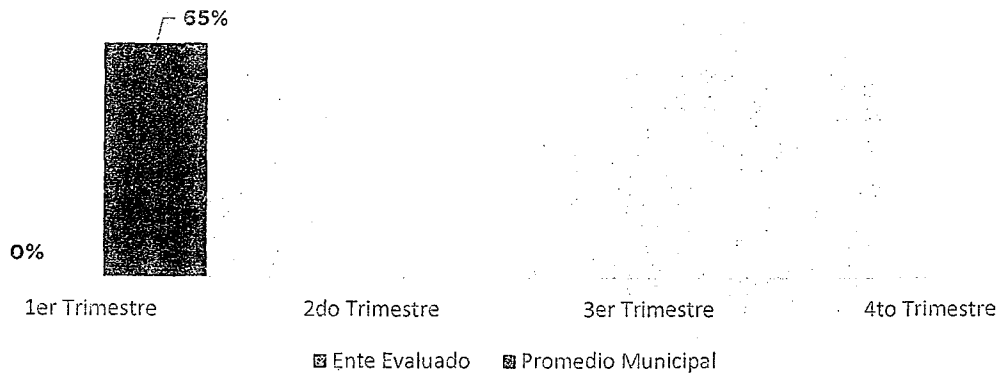 65%
0%
1er Trimestre 2do Trimestre 3er Trimestre 4to Trimestre
Ente Evaluado Promedio Municipal